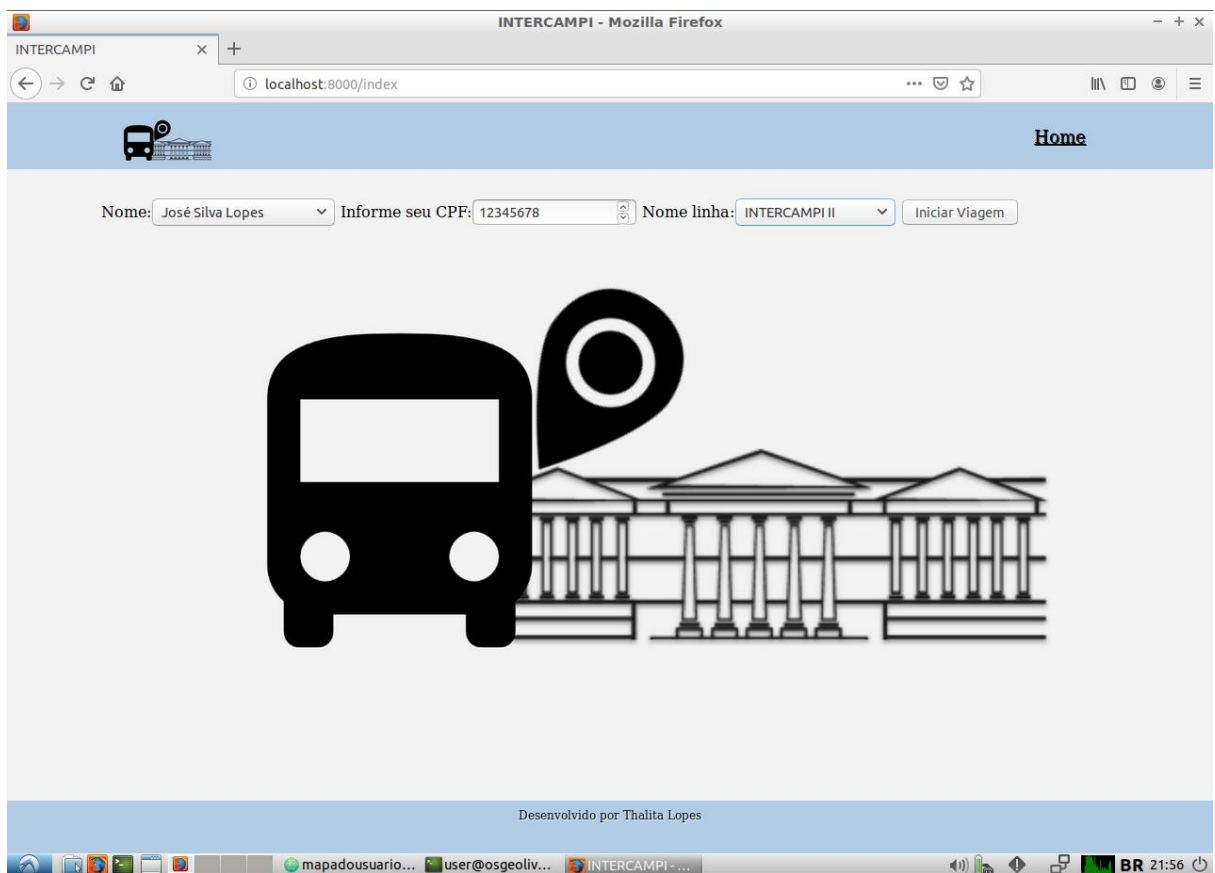 INTERCAMPI - Mozilla Firefox
INTERCAMPI
localhost:8000/index
Home
Nome: José Silva Lopes Informe seu CPF: 12345678 Nome linha: INTERCAMPI II Iniciar Viagem
Desenvolvido por Thalita Lopes
mapadousuario... user@osgeoliv... INTERCAMPI - ... BR 21:56